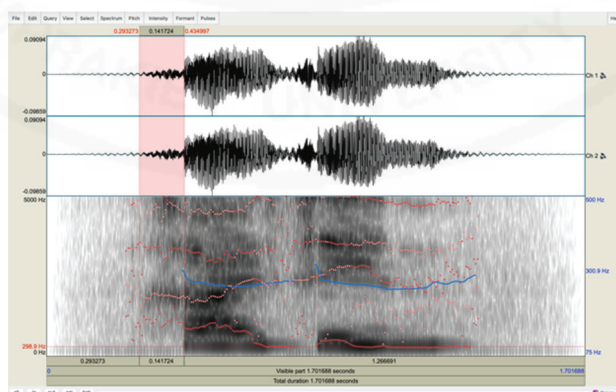 File Edit Query View Select Spectrum Pitch Intensity Formant Pulses He
0.293273 0.141724 0.434997
0.09094
0
-0.09859
Ch 1
0.09094
0
-0.09859
Ch 2
5000 Hz 500 Hz
300.9 Hz
298.9 Hz
0 Hz 75 Hz
0.293273 0.141724 1.266691
0 Visible part 1.701688 seconds 1.701688
Total duration 1.701688 seconds